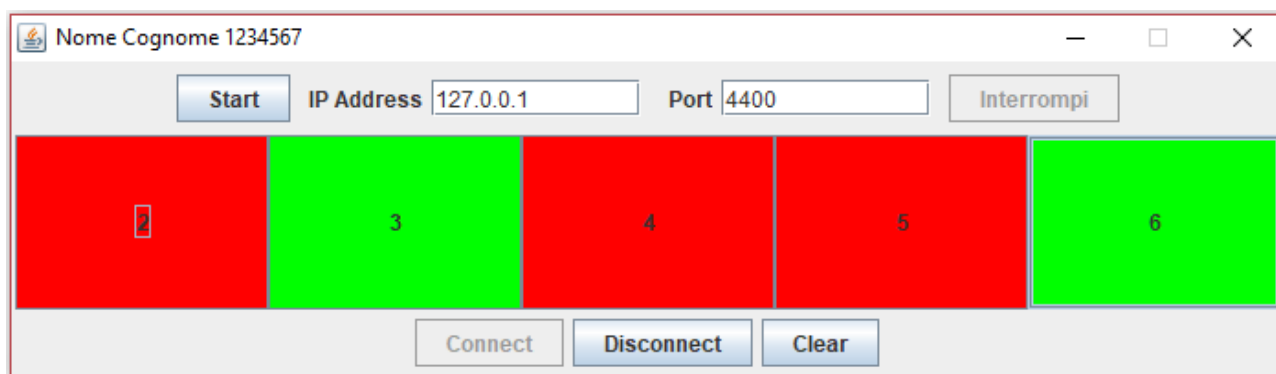 Nome Cognome 1234567
Start IP Address 127.0.0.1 Port 4400 Interrompi
2 3 4 5 6
Connect Disconnect Clear